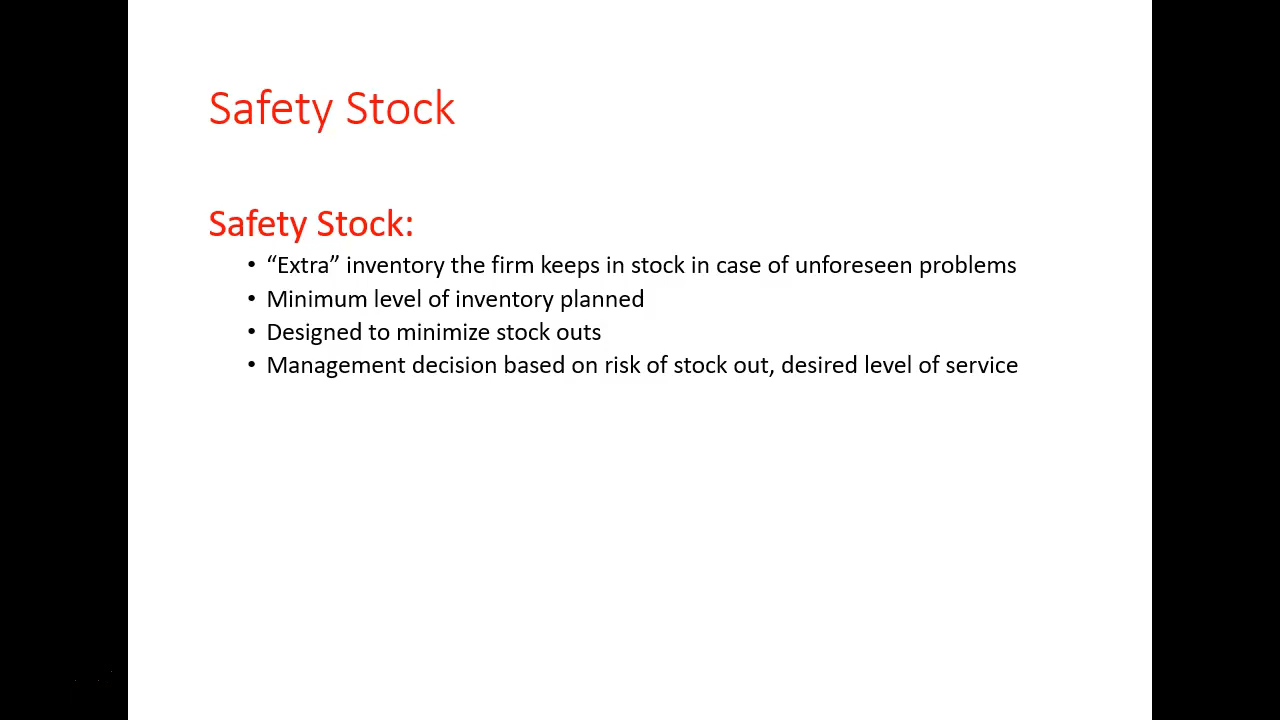 Safety Stock
Safety Stock:
• “Extra” inventory the firm keeps in stock in case of unforeseen problems
• Minimum level of inventory planned
• Designed to minimize stock outs
• Management decision based on risk of stock out, desired level of service